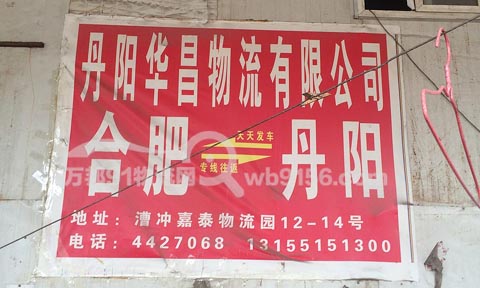 丹阳华昌物流有限公司
天天发车
合肥 丹阳
专线往返
wb9156.com
地址：漕冲嘉泰物流园12-14号
电话：4427068 13155151300